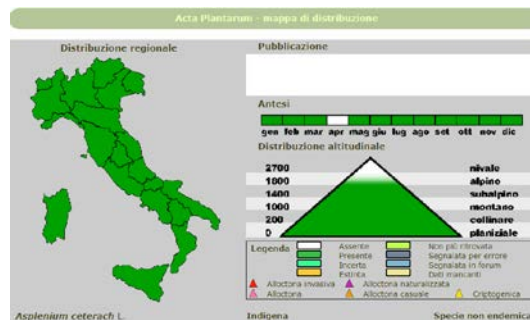 Acta Plantarum - mappa di distribuzione
Distribuzione regionale
Pubblicazione
Antesi
gen feb mar apr mag giu lug ago set ott nov dic
Distribuzione altitudinale
2700 nivale
1800 alpino
1400 subalpino
1000 montano
200 collinare
0 planiziale
Legenda
Assente Non più ritrovata
Presente Segnalata per errore
Incerta Segnalata in forum
Estinta Dati mancanti
Alloctona invasiva Alloctona naturalizzata
Alloctona Alloctona casuale Criptogenica
Asplenium ceterach L. Indigena Specie non endemica